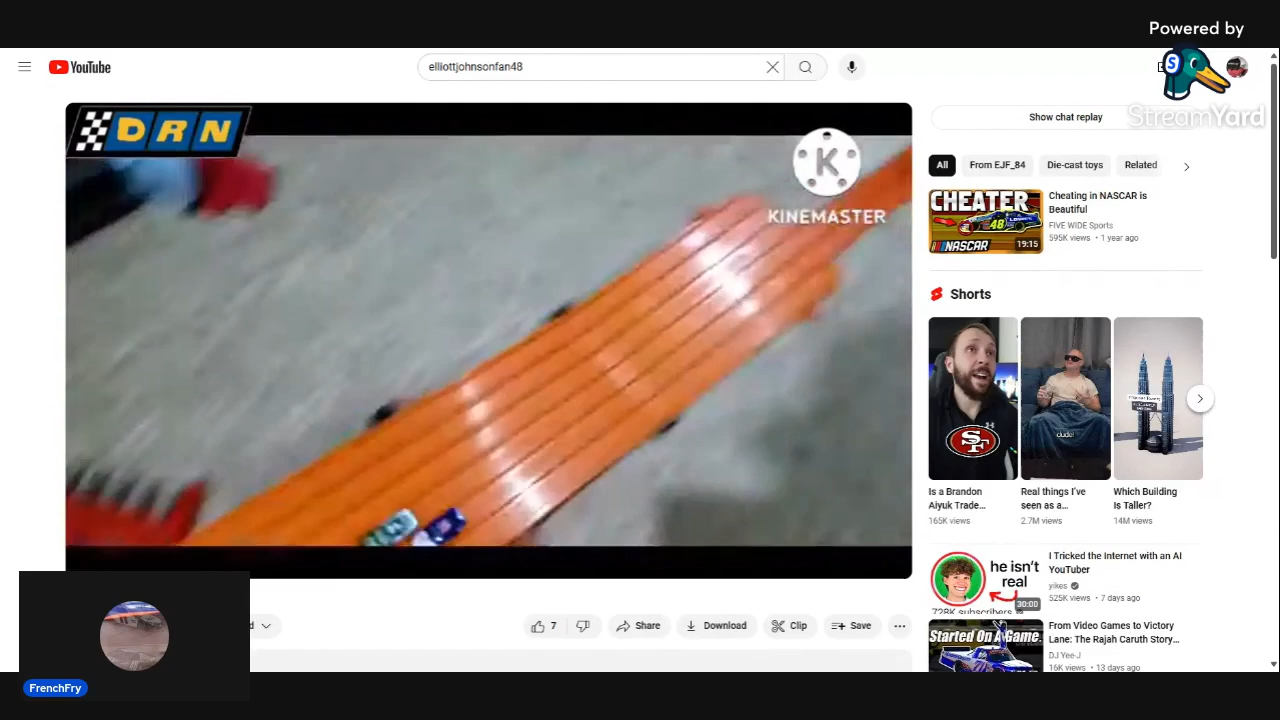 Powered by
StreamYard
YouTube
elliottjohnsonfan48
DRN
K
KINEMASTER
Show chat replay
All
From EJF_84
Die-cast toys
Related
CHEATER
48
NASCAR
19:15
Cheating in NASCAR is
Beautiful
FIVE WIDE Sports
595K views • 1 year ago
Shorts
SF
dude!
Is a Brandon
Aiyuk Trade…
165K views
Real things I've
seen as a…
2.7M views
Which Building
Is Taller?
14M views
he isn't
real
728K subscribers
30:00
I Tricked the Internet with an AI
YouTuber
yikes
525K views • 7 days ago
Started On A Game.
From Video Games to Victory
Lane: The Rajah Caruth Story…
DJ Yee-J
16K views • 13 days ago
d
7
Share
Download
Clip
Save
FrenchFry